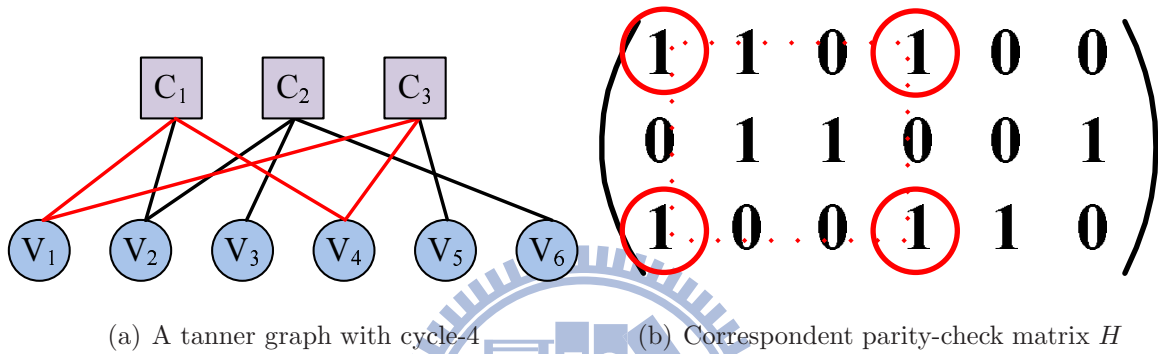 C₁ C₂ C₃
V₁ V₂ V₃ V₄ V₅ V₆
(a) A tanner graph with cycle-4
1 1 0 1 0 0
0 1 1 0 0 1
1 0 0 1 1 0
(b) Correspondent parity-check matrix H